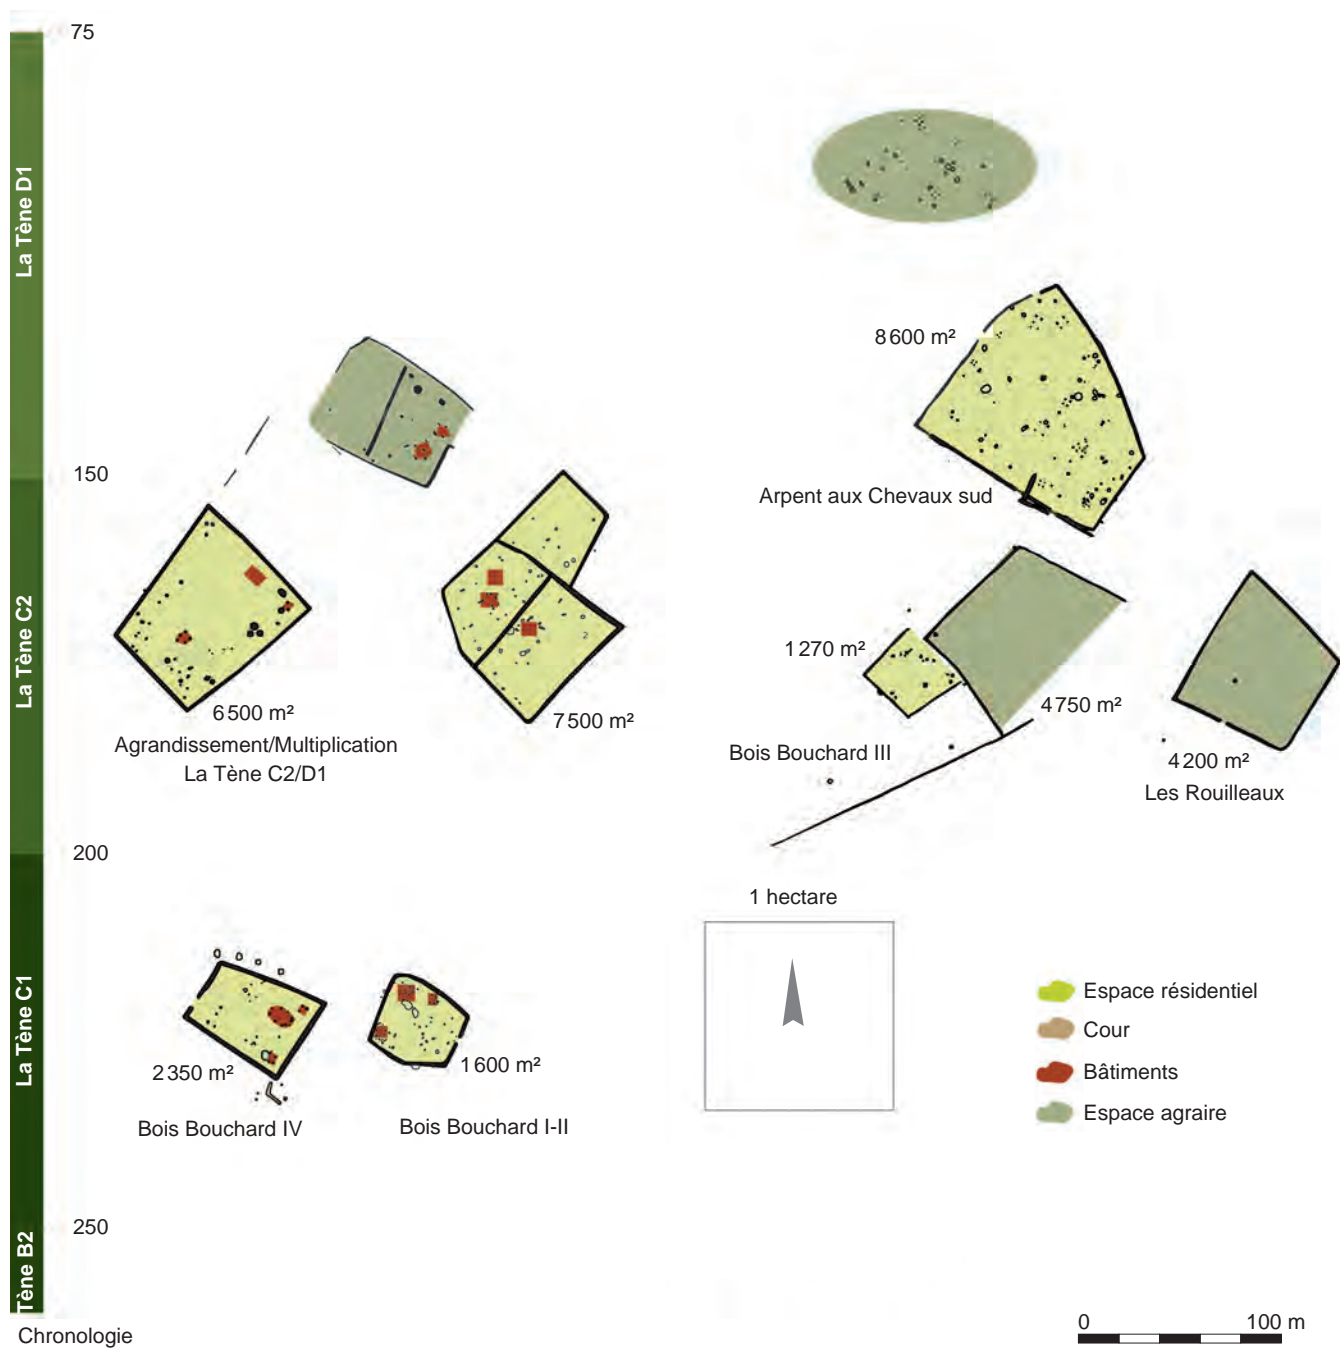 75
La Tène D1
8 600 m²
150
Arpent aux Chevaux sud
La Tène C2
1 270 m²
6 500 m²
7 500 m²
4 750 m²
Agrandissement/Multiplication
La Tène C2/D1
Bois Bouchard III
4 200 m²
Les Rouilleaux
200
1 hectare
La Tène C1
2 350 m²
1 600 m²
Bois Bouchard IV
Bois Bouchard I-II
Espace résidentiel
Cour
Bâtiments
Espace agraire
250
Tène B2
Chronologie
0 100 m